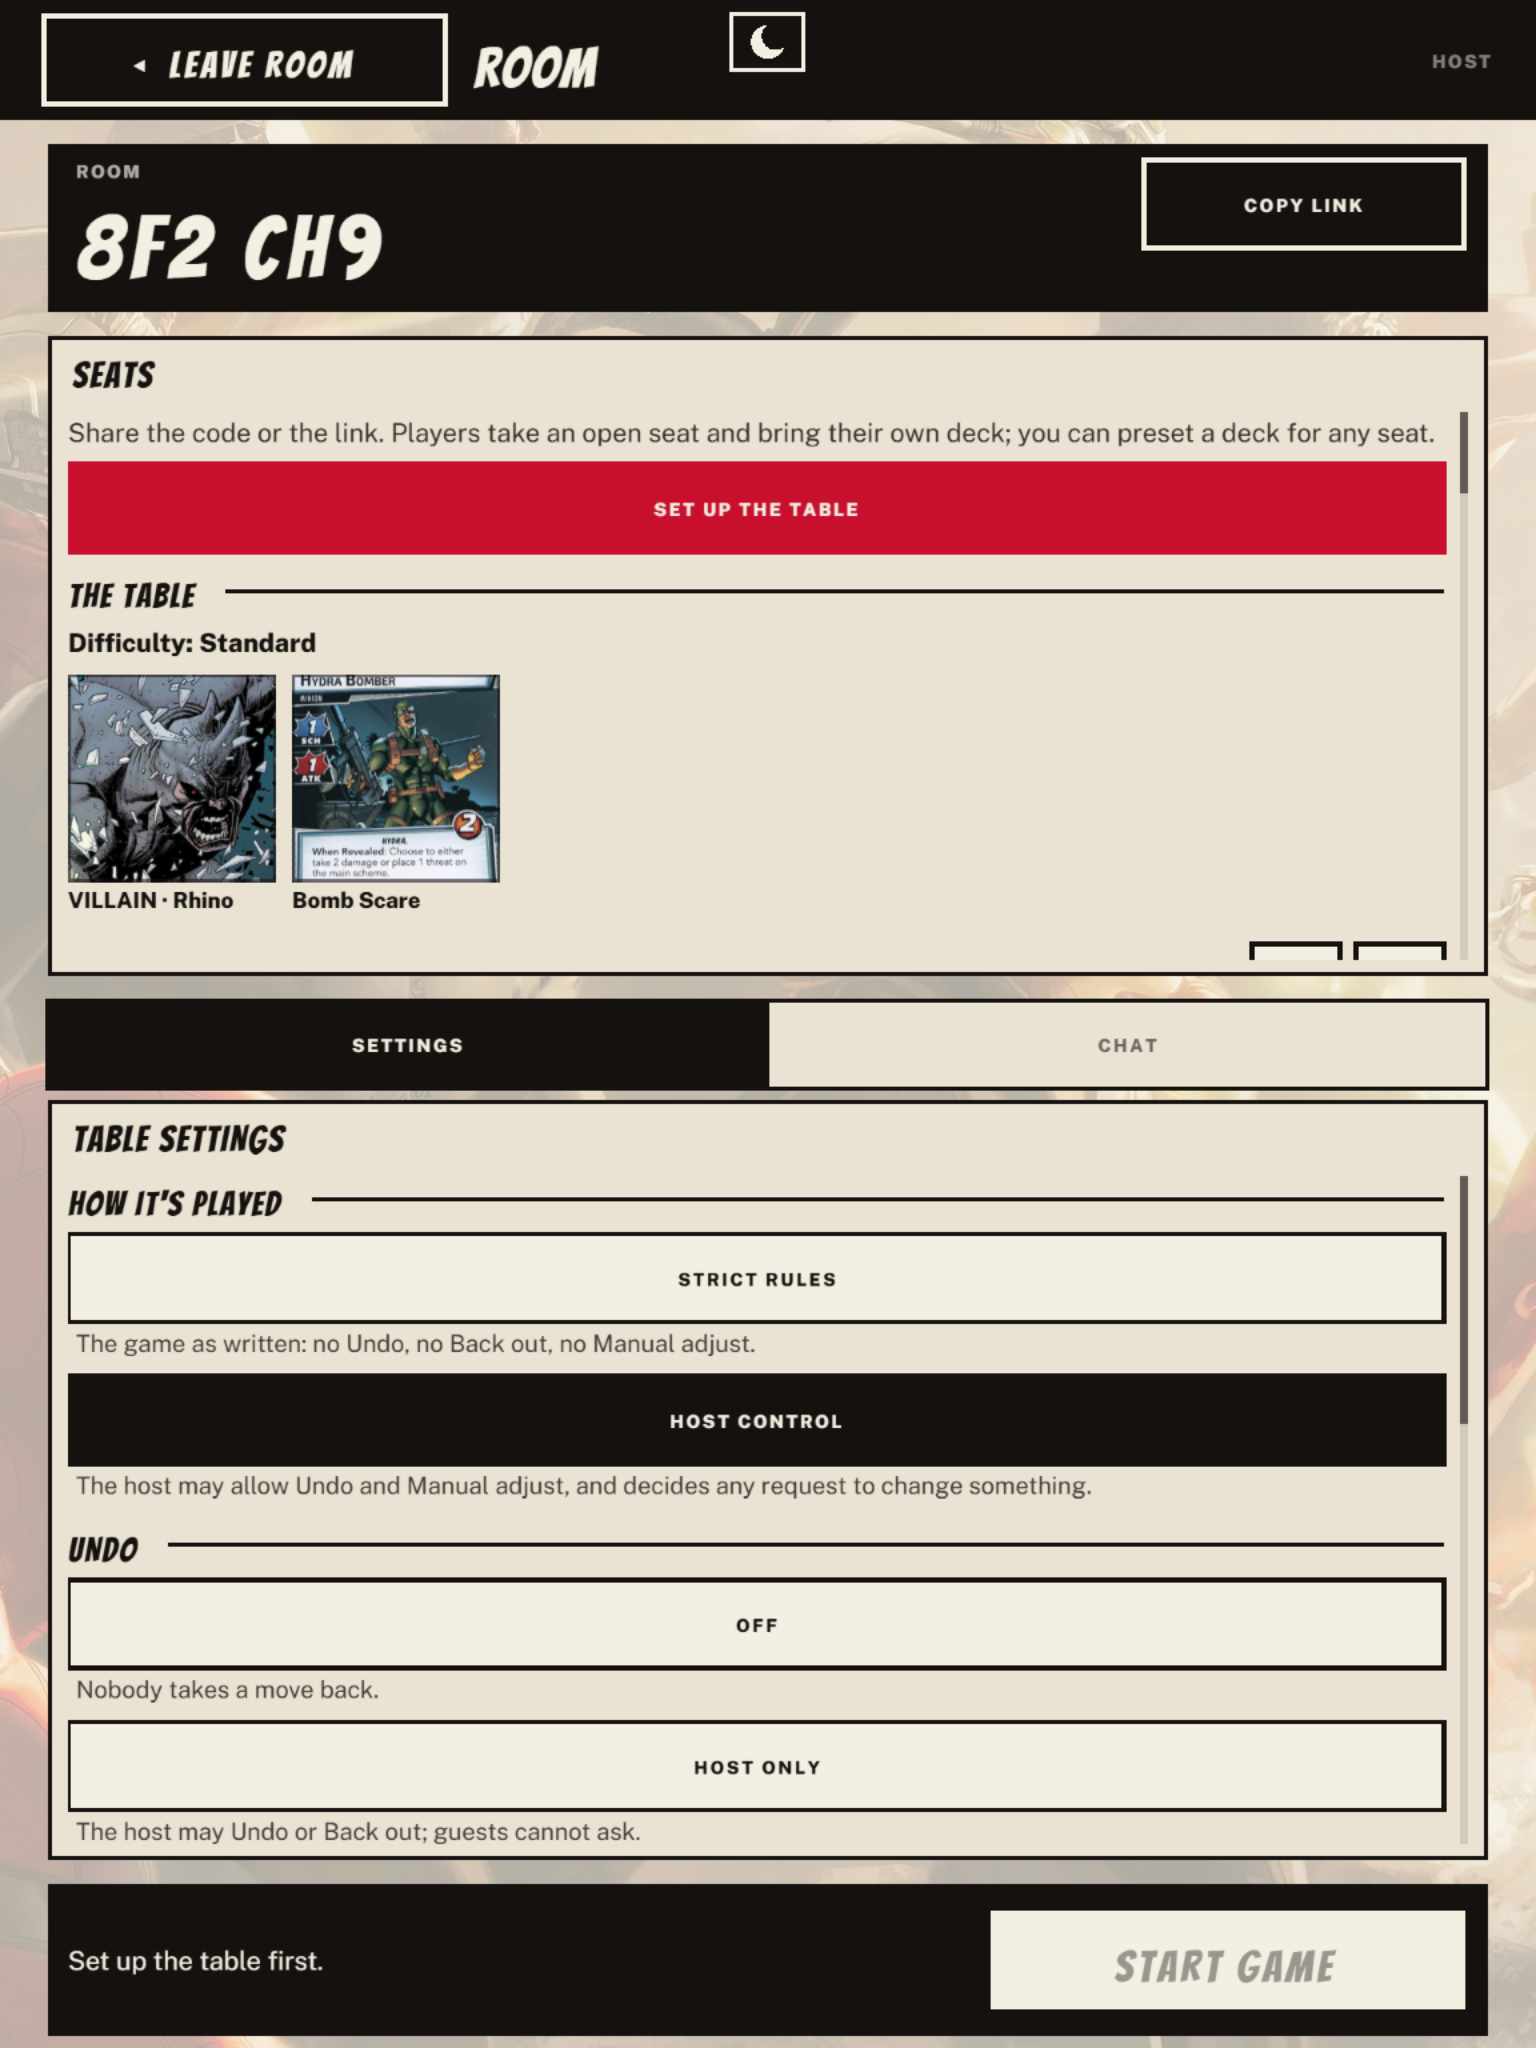 ◄ LEAVE ROOM
ROOM
HOST
ROOM
8F2 CH9
COPY LINK
SEATS
Share the code or the link. Players take an open seat and bring their own deck; you can preset a deck for any seat.
SET UP THE TABLE
THE TABLE
Difficulty: Standard
HYDRA BOMBER
MINION
1
SCH
1
ATK
2
HYDRA.
When Revealed: Choose to either
take 2 damage or place 1 threat on
the main scheme.
VILLAIN · Rhino
Bomb Scare
SETTINGS
CHAT
TABLE SETTINGS
HOW IT'S PLAYED
STRICT RULES
The game as written: no Undo, no Back out, no Manual adjust.
HOST CONTROL
The host may allow Undo and Manual adjust, and decides any request to change something.
UNDO
OFF
Nobody takes a move back.
HOST ONLY
The host may Undo or Back out; guests cannot ask.
Set up the table first.
START GAME